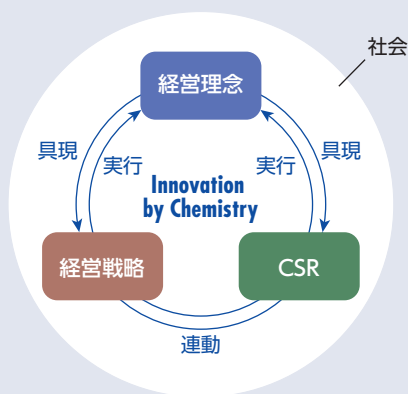 社会
経営理念
具現
実行
Innovation
by Chemistry
実行
具現
経営戦略
CSR
連動